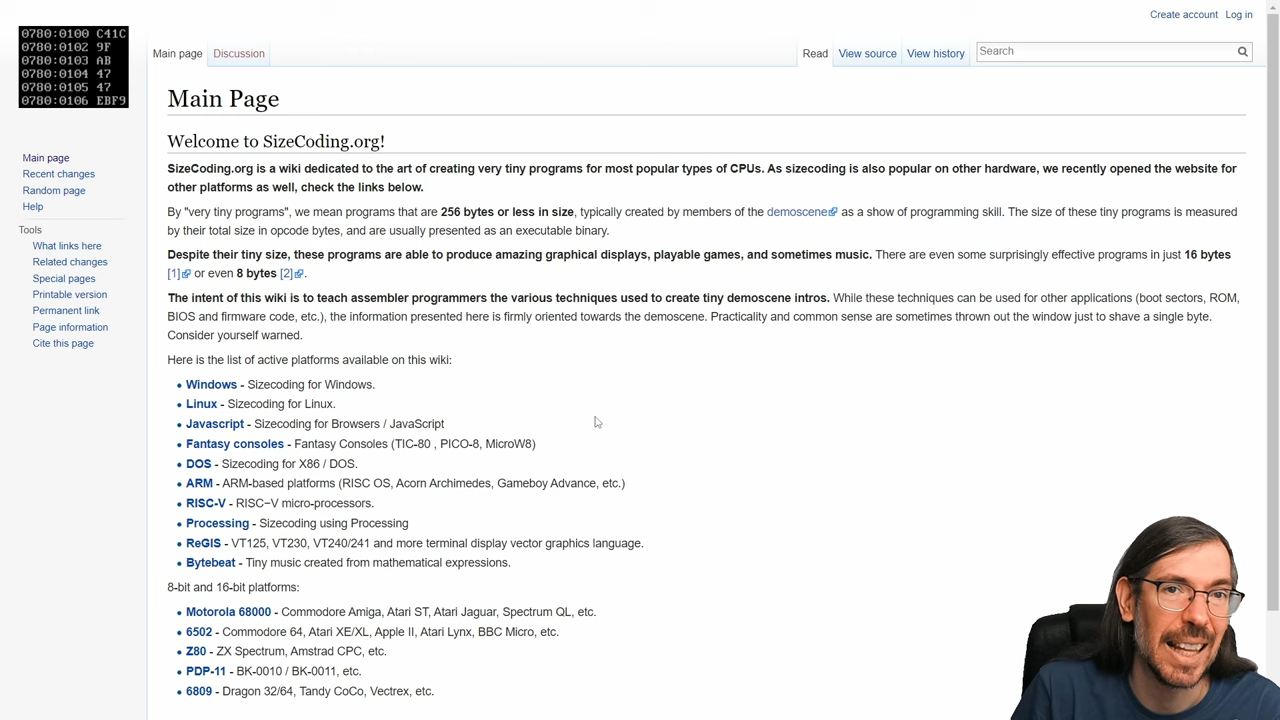 Create account Log in
0780:0100 C41C
0780:0102 9F
0780:0103 AB
0780:0104 47
0780:0105 47
0780:0106 EBF9
Main page Discussion Read View source View history Search
Main Page
Welcome to SizeCoding.org!
SizeCoding.org is a wiki dedicated to the art of creating very tiny programs for most popular types of CPUs. As sizecoding is also popular on other hardware, we recently opened the website for
other platforms as well, check the links below.
By "very tiny programs", we mean programs that are 256 bytes or less in size, typically created by members of the demoscene as a show of programming skill. The size of these tiny programs is measured
by their total size in opcode bytes, and are usually presented as an executable binary.
Despite their tiny size, these programs are able to produce amazing graphical displays, playable games, and sometimes music. There are even some surprisingly effective programs in just 16 bytes
[1] or even 8 bytes [2].
The intent of this wiki is to teach assembler programmers the various techniques used to create tiny demoscene intros. While these techniques can be used for other applications (boot sectors, ROM,
BIOS and firmware code, etc.), the information presented here is firmly oriented towards the demoscene. Practicality and common sense are sometimes thrown out the window just to shave a single byte.
Consider yourself warned.
Here is the list of active platforms available on this wiki:
Windows - Sizecoding for Windows.
Linux - Sizecoding for Linux.
Javascript - Sizecoding for Browsers / JavaScript
Fantasy consoles - Fantasy Consoles (TIC-80 , PICO-8, MicroW8)
DOS - Sizecoding for X86 / DOS.
ARM - ARM-based platforms (RISC OS, Acorn Archimedes, Gameboy Advance, etc.)
RISC-V - RISC−V micro-processors.
Processing - Sizecoding using Processing
ReGIS - VT125, VT230, VT240/241 and more terminal display vector graphics language.
Bytebeat - Tiny music created from mathematical expressions.
8-bit and 16-bit platforms:
Motorola 68000 - Commodore Amiga, Atari ST, Atari Jaguar, Spectrum QL, etc.
6502 - Commodore 64, Atari XE/XL, Apple II, Atari Lynx, BBC Micro, etc.
Z80 - ZX Spectrum, Amstrad CPC, etc.
PDP-11 - BK-0010 / BK-0011, etc.
6809 - Dragon 32/64, Tandy CoCo, Vectrex, etc.
Main page
Recent changes
Random page
Help
Tools
What links here
Related changes
Special pages
Printable version
Permanent link
Page information
Cite this page